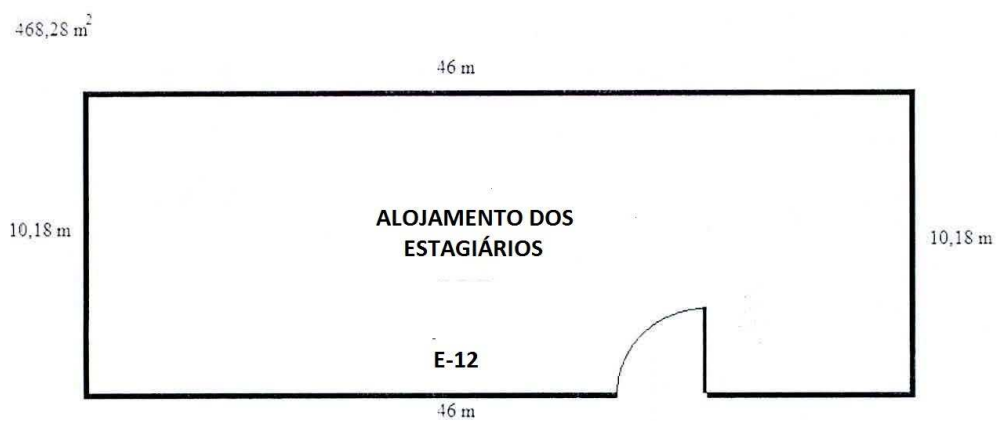 468,28 m²
46 m
10,18 m
ALOJAMENTO DOS
ESTAGIÁRIOS
10,18 m
E-12
46 m